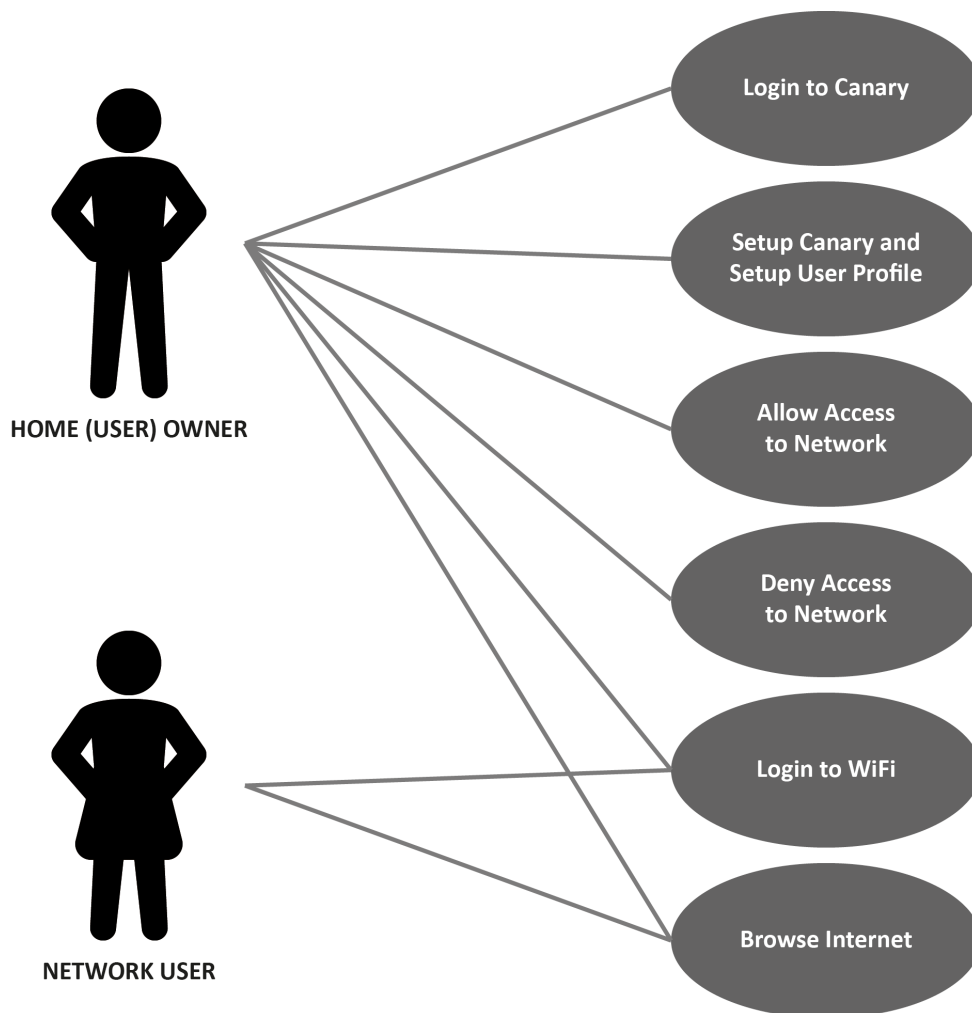 Login to Canary
Setup Canary and
Setup User Profile
HOME (USER) OWNER
Allow Access
to Network
Deny Access
to Network
Login to WiFi
Browse Internet
NETWORK USER